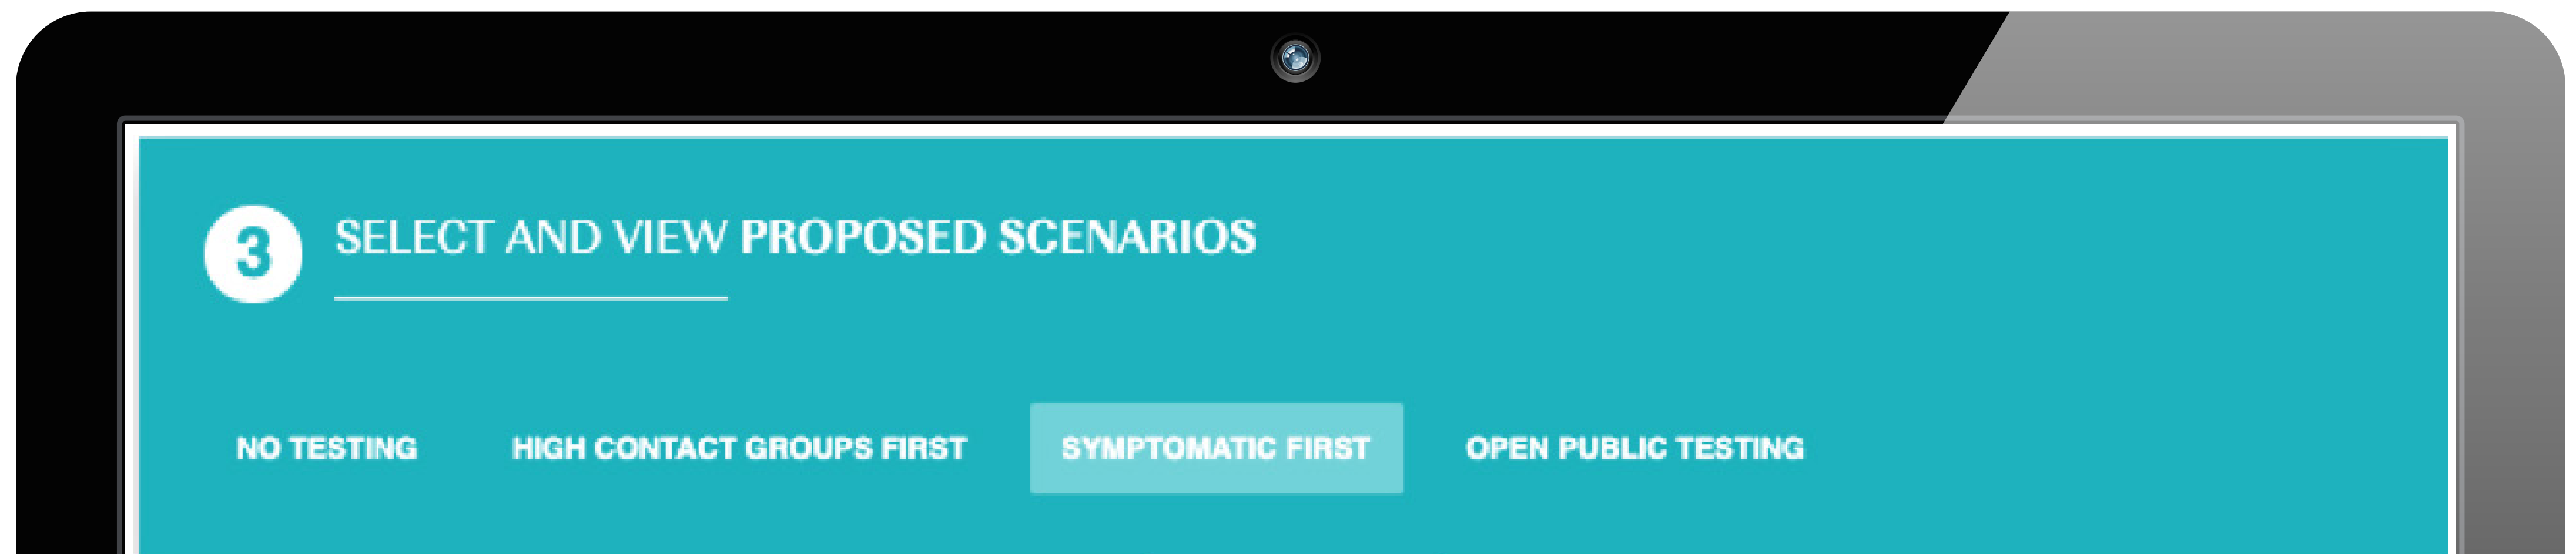 3 SELECT AND VIEW PROPOSED SCENARIOS
NO TESTING HIGH CONTACT GROUPS FIRST SYMPTOMATIC FIRST OPEN PUBLIC TESTING